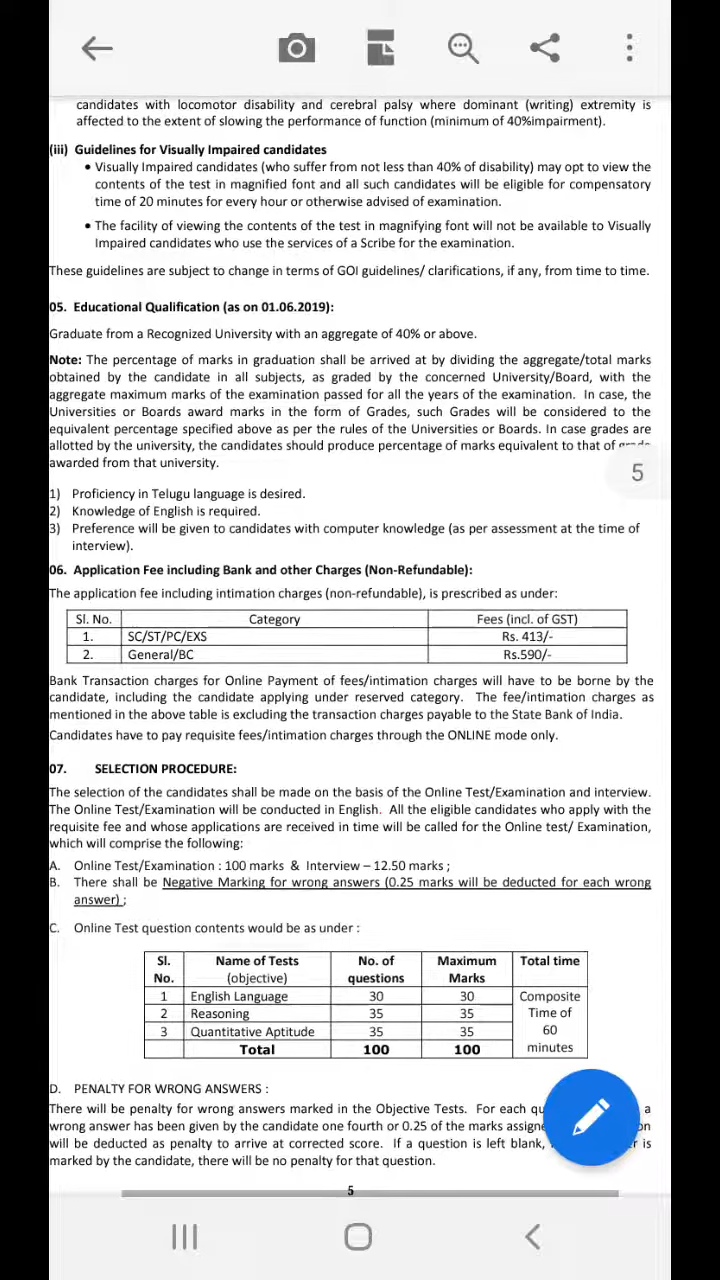 candidates with locomotor disability and cerebral palsy where dominant (writing) extremity is
affected to the extent of slowing the performance of function (minimum of 40%impairment).
(iii) Guidelines for Visually Impaired candidates
• Visually Impaired candidates (who suffer from not less than 40% of disability) may opt to view the
contents of the test in magnified font and all such candidates will be eligible for compensatory
time of 20 minutes for every hour or otherwise advised of examination.
• The facility of viewing the contents of the test in magnifying font will not be available to Visually
Impaired candidates who use the services of a Scribe for the examination.
These guidelines are subject to change in terms of GOI guidelines/ clarifications, if any, from time to time.
05. Educational Qualification (as on 01.06.2019):
Graduate from a Recognized University with an aggregate of 40% or above.
Note: The percentage of marks in graduation shall be arrived at by dividing the aggregate/total marks
obtained by the candidate in all subjects, as graded by the concerned University/Board, with the
aggregate maximum marks of the examination passed for all the years of the examination. In case, the
Universities or Boards award marks in the form of Grades, such Grades will be considered to the
equivalent percentage specified above as per the rules of the Universities or Boards. In case grades are
allotted by the university, the candidates should produce percentage of marks equivalent to that of
awarded from that university.
5
1) Proficiency in Telugu language is desired.
2) Knowledge of English is required.
3) Preference will be given to candidates with computer knowledge (as per assessment at the time of
interview).
06. Application Fee including Bank and other Charges (Non-Refundable):
The application fee including intimation charges (non-refundable), is prescribed as under:
Sl. No. Category Fees (incl. of GST)
1. SC/ST/PC/EXS Rs. 413/-
2. General/BC Rs.590/-
Bank Transaction charges for Online Payment of fees/intimation charges will have to be borne by the
candidate, including the candidate applying under reserved category. The fee/intimation charges as
mentioned in the above table is excluding the transaction charges payable to the State Bank of India.
Candidates have to pay requisite fees/intimation charges through the ONLINE mode only.
07. SELECTION PROCEDURE:
The selection of the candidates shall be made on the basis of the Online Test/Examination and interview.
The Online Test/Examination will be conducted in English. All the eligible candidates who apply with the
requisite fee and whose applications are received in time will be called for the Online test/ Examination,
which will comprise the following:
A. Online Test/Examination : 100 marks & Interview – 12.50 marks ;
B. There shall be Negative Marking for wrong answers (0.25 marks will be deducted for each wrong
answer) ;
C. Online Test question contents would be as under :
Sl. Name of Tests No. of Maximum Total time
No. (objective) questions Marks
1 English Language 30 30 Composite
2 Reasoning 35 35 Time of
3 Quantitative Aptitude 35 35 60
Total 100 100 minutes
D. PENALTY FOR WRONG ANSWERS :
There will be penalty for wrong answers marked in the Objective Tests. For each a
wrong answer has been given by the candidate one fourth or 0.25 of the marks
will be deducted as penalty to arrive at corrected score. If a question is left blank, is
marked by the candidate, there will be no penalty for that question.
5